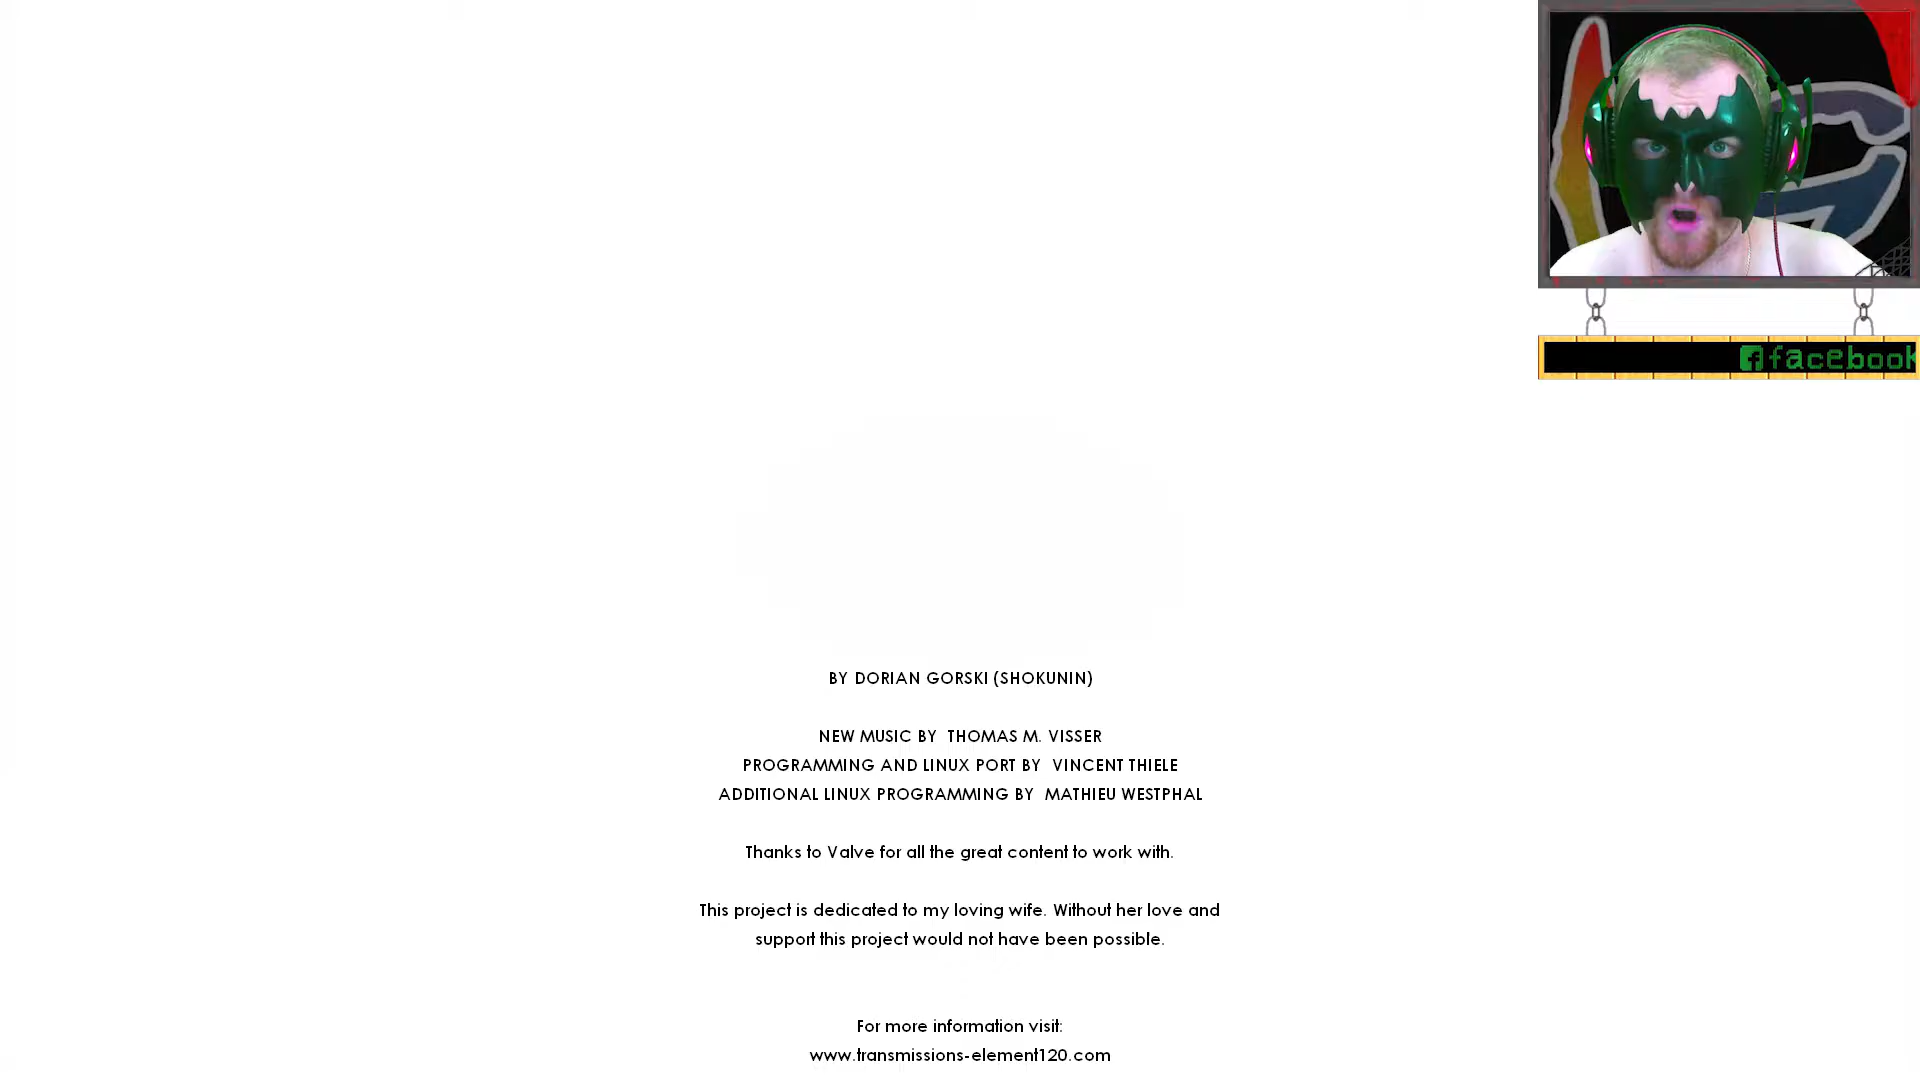 facebook
BY DORIAN GORSKI (SHOKUNIN)
NEW MUSIC BY THOMAS M. VISSER
PROGRAMMING AND LINUX PORT BY VINCENT THIELE
ADDITIONAL LINUX PROGRAMMING BY MATHIEU WESTPHAL
Thanks to Valve for all the great content to work with.
This project is dedicated to my loving wife. Without her love and
support this project would not have been possible.
For more information visit:
www.transmissions-element120.com